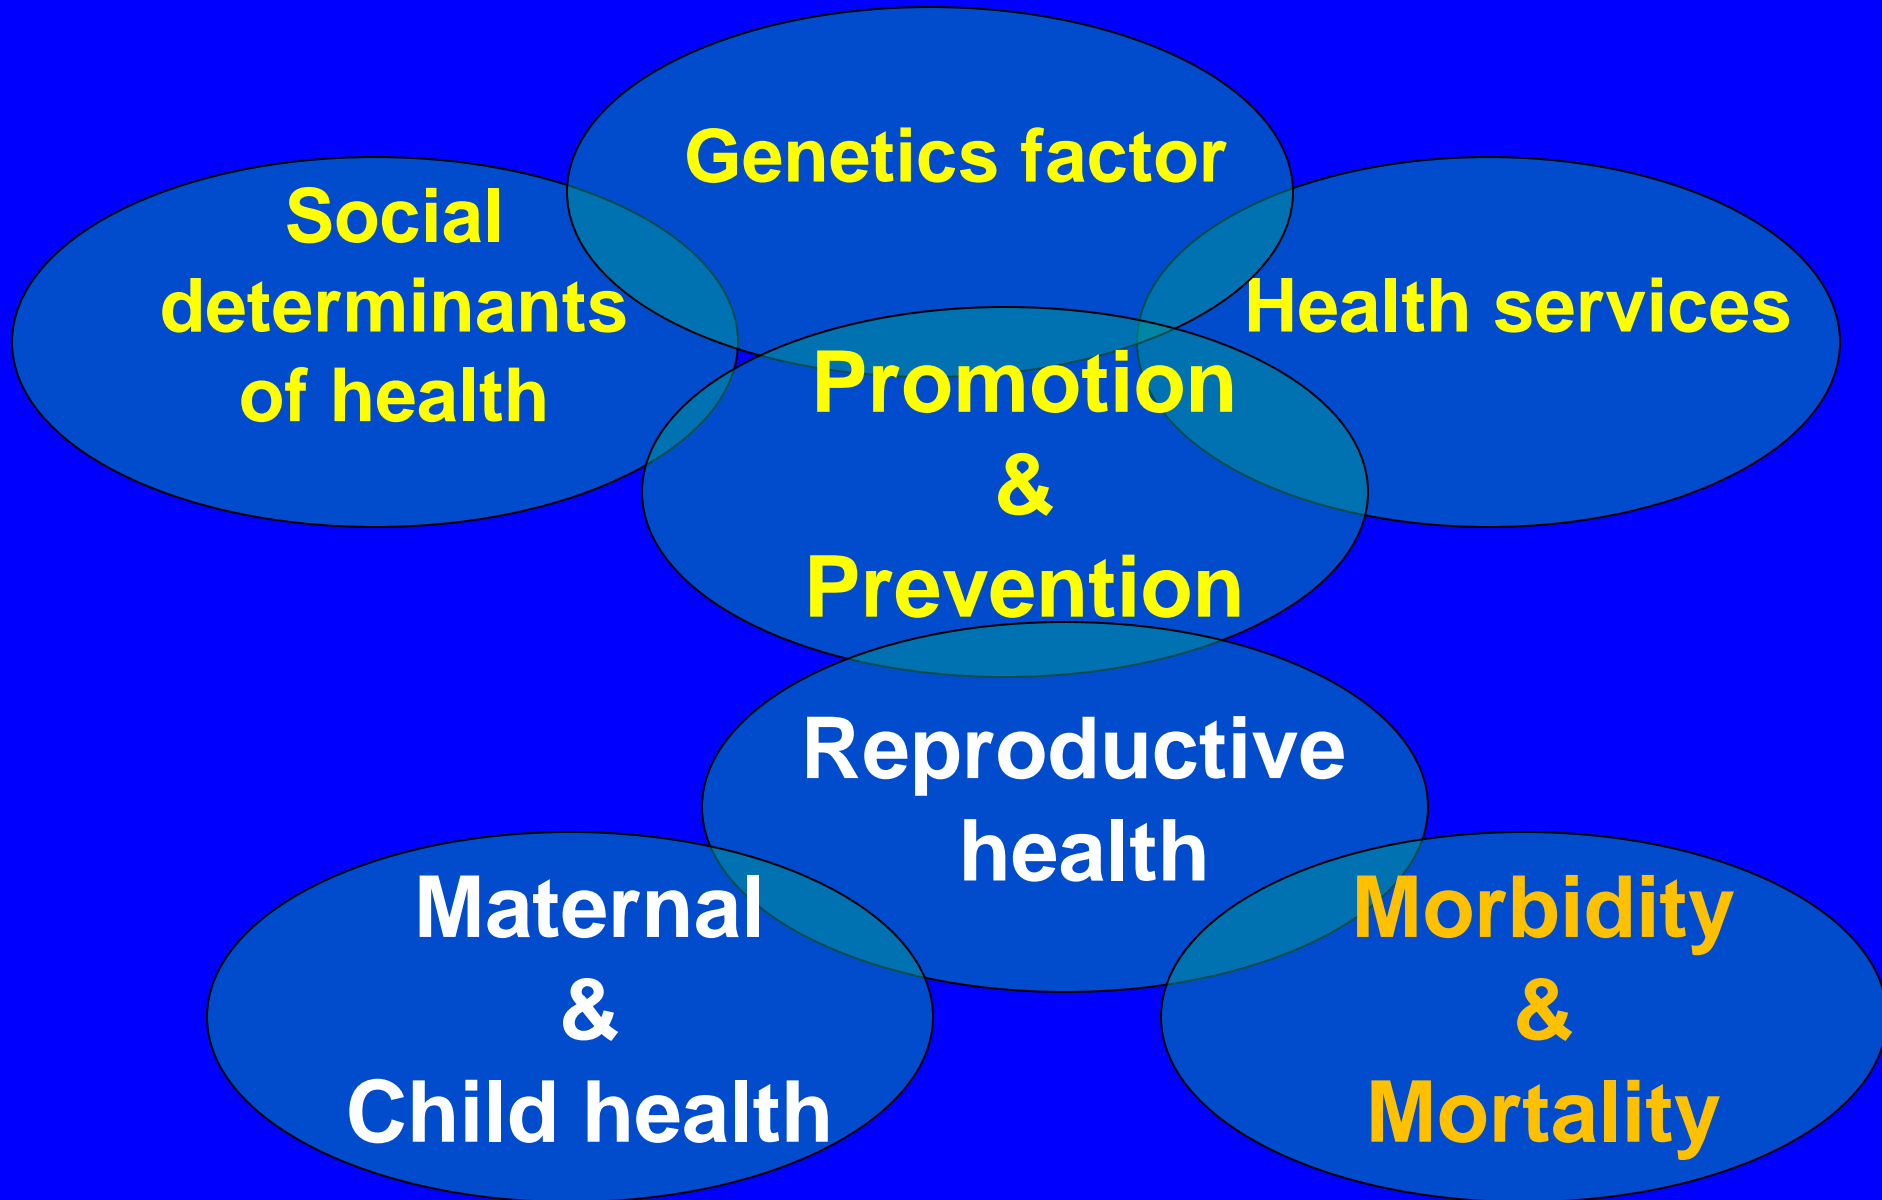 Genetics factor
Social
determinants
of health
Health services
Promotion
&
Prevention
Reproductive
health
Maternal
&
Child health
Morbidity
&
Mortality